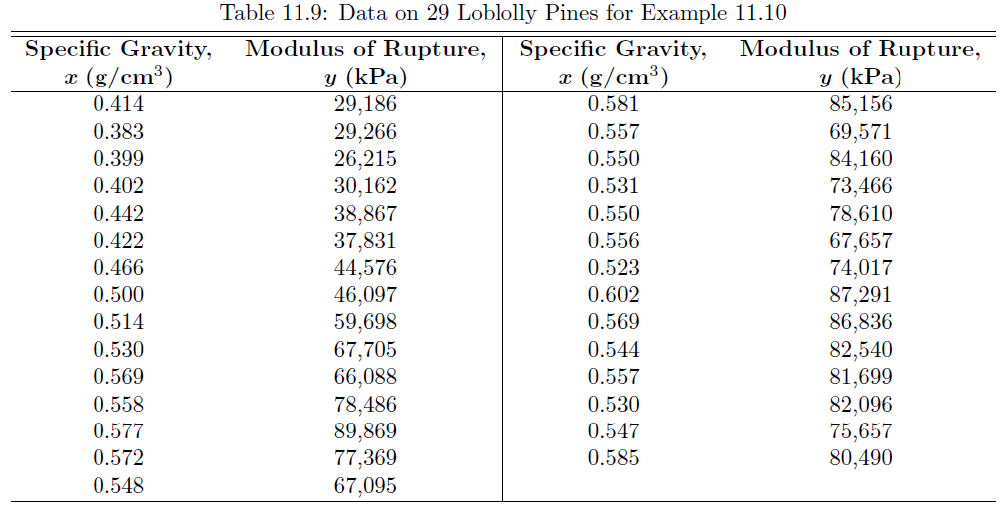 Table 11.9: Data on 29 Loblolly Pines for Example 11.10
Specific Gravity, Modulus of Rupture, Specific Gravity, Modulus of Rupture,
x (g/cm³) y (kPa) x (g/cm³) y (kPa)
0.414 29,186 0.581 85,156
0.383 29,266 0.557 69,571
0.399 26,215 0.550 84,160
0.402 30,162 0.531 73,466
0.442 38,867 0.550 78,610
0.422 37,831 0.556 67,657
0.466 44,576 0.523 74,017
0.500 46,097 0.602 87,291
0.514 59,698 0.569 86,836
0.530 67,705 0.544 82,540
0.569 66,088 0.557 81,699
0.558 78,486 0.530 82,096
0.577 89,869 0.547 75,657
0.572 77,369 0.585 80,490
0.548 67,095